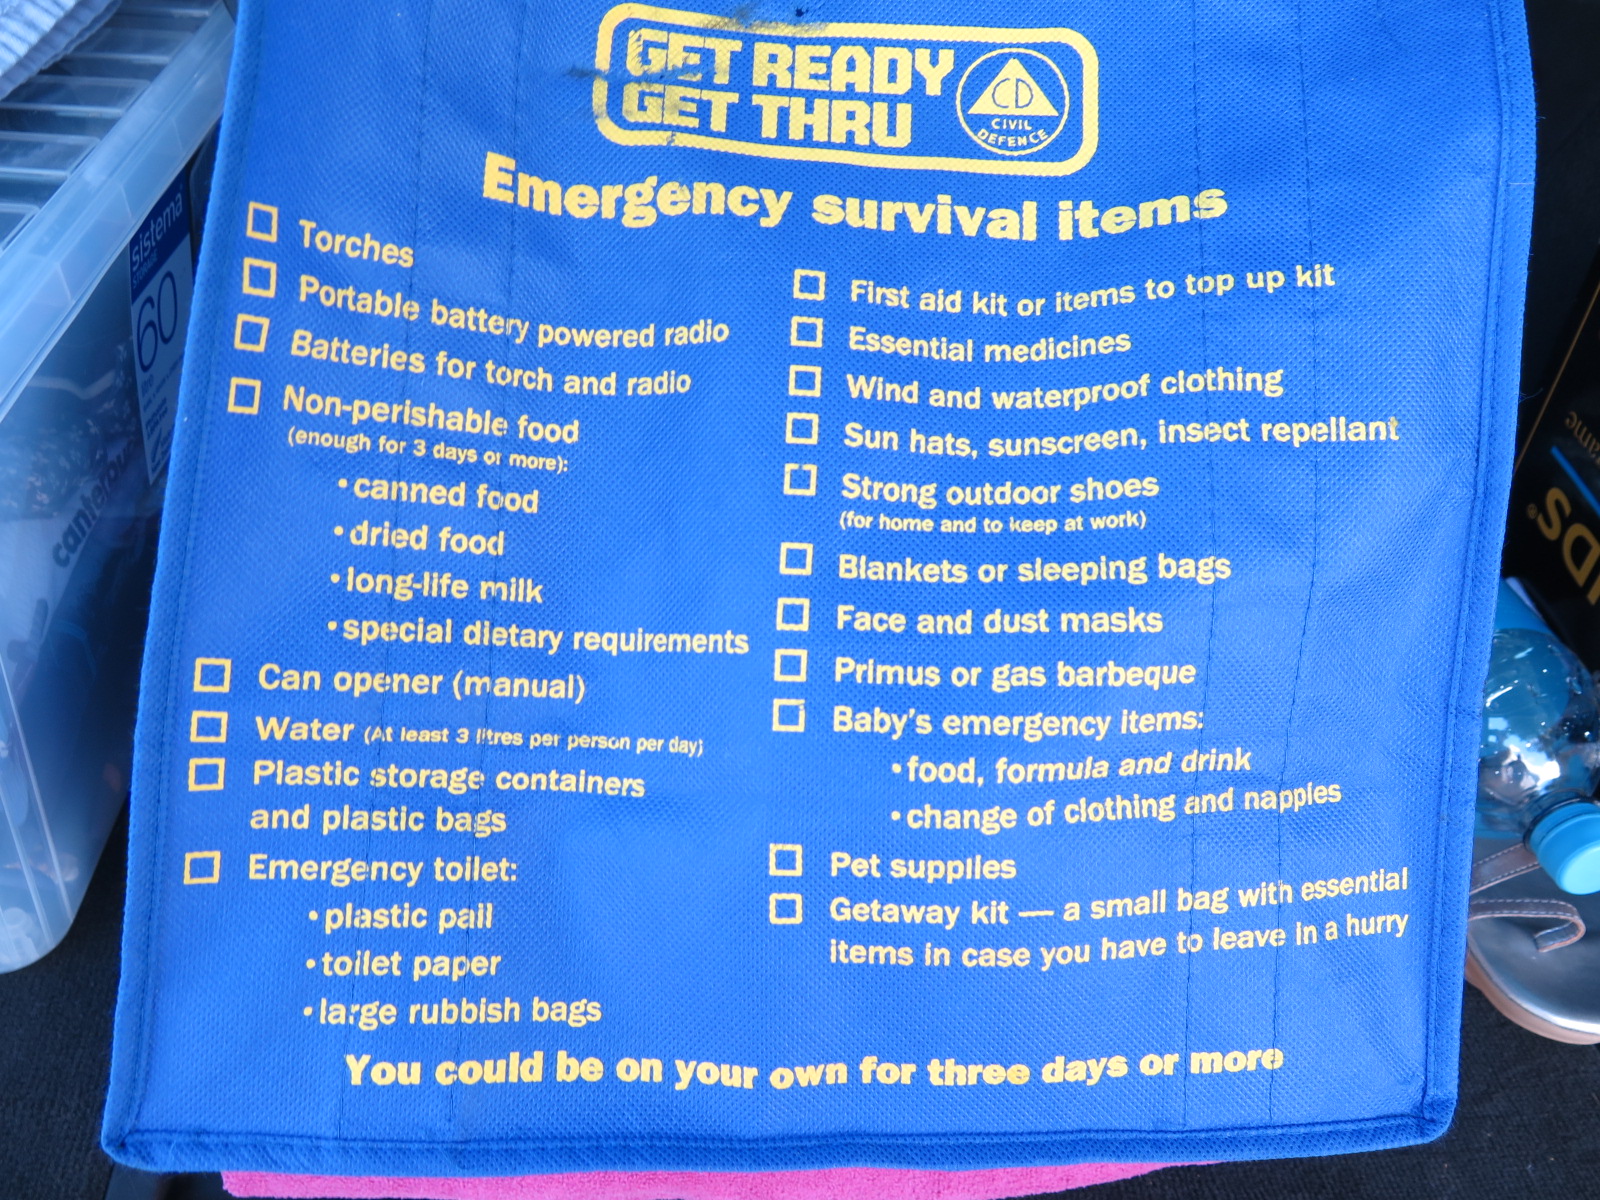 GET READY
GET THRU
CD
CIVIL
DEFENCE
Emergency survival items
Torches
Portable battery powered radio
Batteries for torch and radio
Non-perishable food
(enough for 3 days or more):
•canned food
•dried food
•long-life milk
•special dietary requirements
Can opener (manual)
Water (At least 3 litres per person per day)
Plastic storage containers
and plastic bags
Emergency toilet:
•plastic pail
•toilet paper
•large rubbish bags
First aid kit or items to top up kit
Essential medicines
Wind and waterproof clothing
Sun hats, sunscreen, insect repellant
Strong outdoor shoes
(for home and to keep at work)
Blankets or sleeping bags
Face and dust masks
Primus or gas barbeque
Baby's emergency items:
•food, formula and drink
•change of clothing and nappies
Pet supplies
Getaway kit — a small bag with essential
items in case you have to leave in a hurry
You could be on your own for three days or more
sistema
STORAGE
60